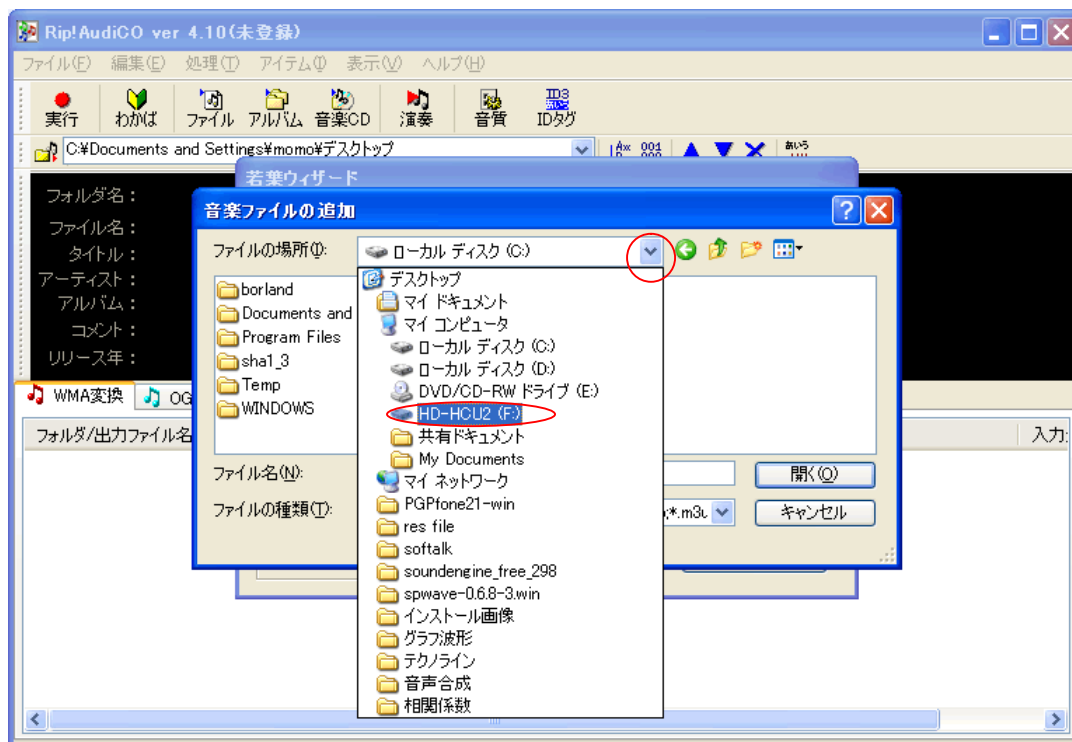 Rip!AudiCO ver 4.10(未登録)
ファイル(F) 編集(E) 処理(T) アイテム(I) 表示(V) ヘルプ(H)
実行 わかば ファイル アルバム 音楽CD 演奏 音質 IDタグ
C:¥Documents and Settings¥momo¥デスクトップ
若葉ウィザード
フォルダ名：
ファイル名：
タイトル：
アーティスト：
アルバム：
コメント：
リリース年：
音楽ファイルの追加
ファイルの場所(I): ローカル ディスク (C:)
borland
Documents and
Program Files
sha1_3
Temp
WINDOWS
デスクトップ
マイ ドキュメント
マイ コンピュータ
ローカル ディスク (C:)
ローカル ディスク (D:)
DVD/CD-RW ドライブ (E:)
HD-HCU2 (F:)
共有ドキュメント
My Documents
マイ ネットワーク
PGPfone21-win
res file
softalk
soundengine_free_298
spwave-0.6.8-3.win
インストール画像
グラフ波形
テクノライン
音声合成
相関係数
ファイル名(N): 開く(O)
ファイルの種類(T): *.m3u キャンセル
WMA変換 OG
フォルダ/出力ファイル名 入力: